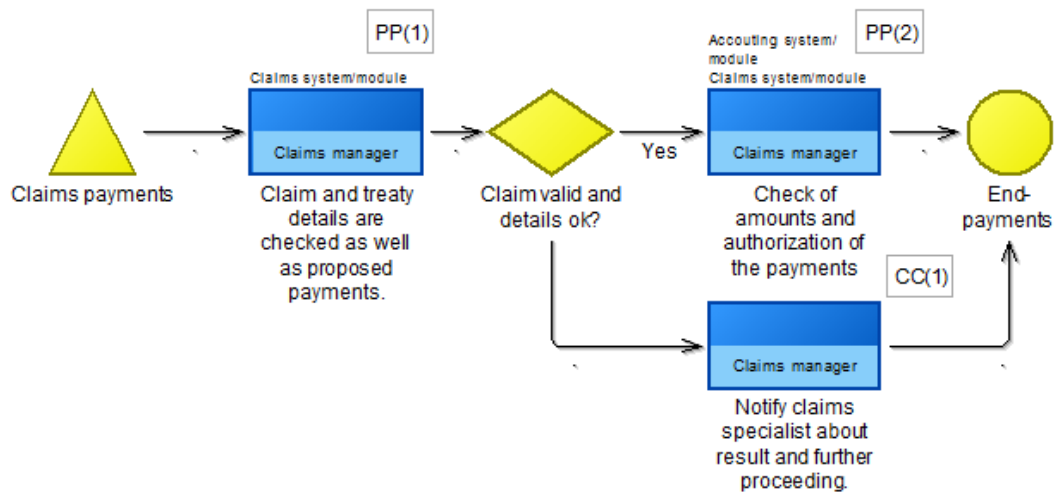 PP(1)
Accouting system/
module
PP(2)
Claims system/module
Claims system/module
Claims manager
Yes
Claims manager
Claims payments
Claim and treaty
details are
checked as well
as proposed
payments.
Claim valid and
details ok?
Check of
amounts and
authorization of
the payments
End-
payments
CC(1)
Claims manager
Notify claims
specialist about
result and further
proceeding.